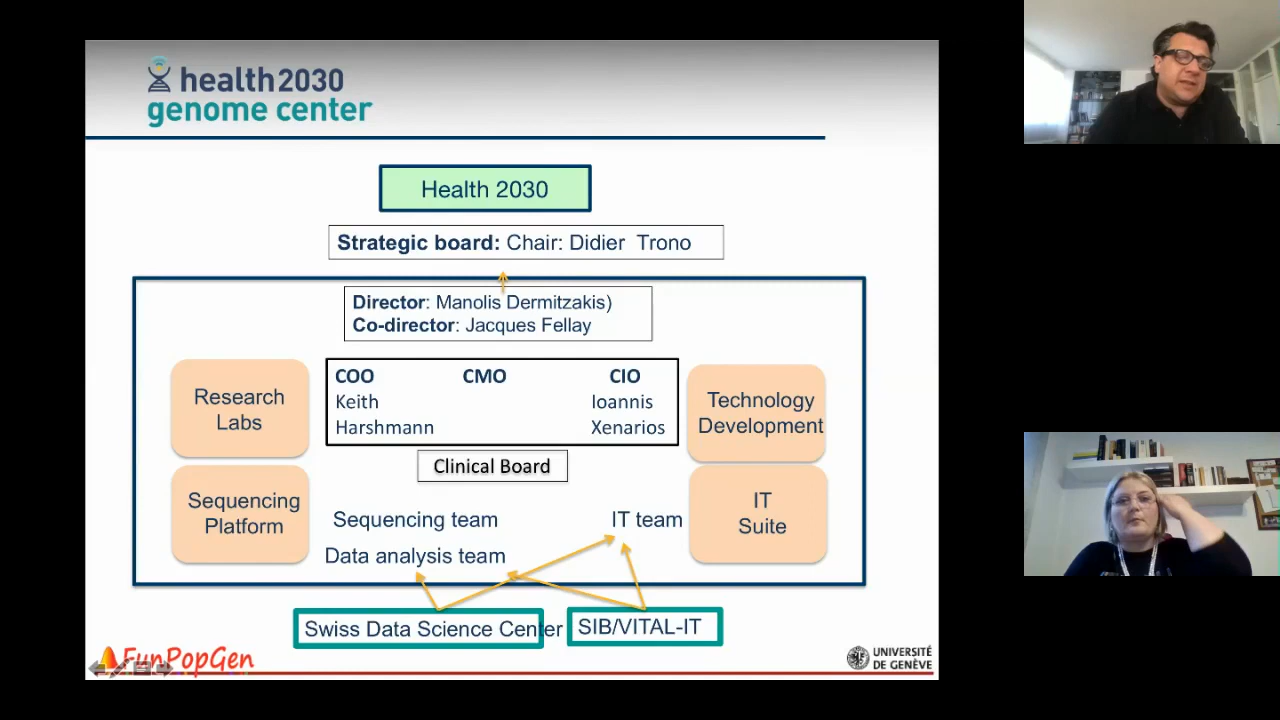 health2030
genome center
Health 2030
Strategic board: Chair: Didier Trono
Director: Manolis Dermitzakis)
Co-director: Jacques Fellay
Research
Labs
COO CMO CIO
Keith Ioannis
Harshmann Xenarios
Technology
Development
Clinical Board
Sequencing
Platform
Sequencing team IT team
Data analysis team
IT
Suite
Swiss Data Science Center
SIB/VITAL-IT
FunPopGen
UNIVERSITÉ
DE GENÈVE